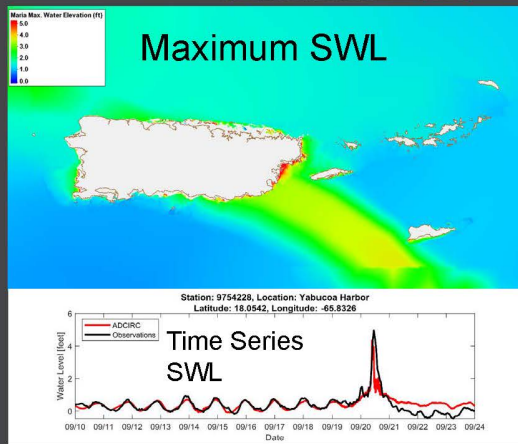 Maria Max. Water Elevation (ft)
5.0
4.0
3.0
2.0
1.0
0.0
Maximum SWL
Station: 9754228, Location: Yabucoa Harbor
Latitude: 18.0542, Longitude: -65.8326
ADCIRC
Observations
Time Series
SWL
Water Level [feet]
6
4
2
0
09/10 09/11 09/12 09/13 09/14 09/15 09/16 09/17 09/18 09/19 09/20 09/21 09/22 09/23 09/24
Date